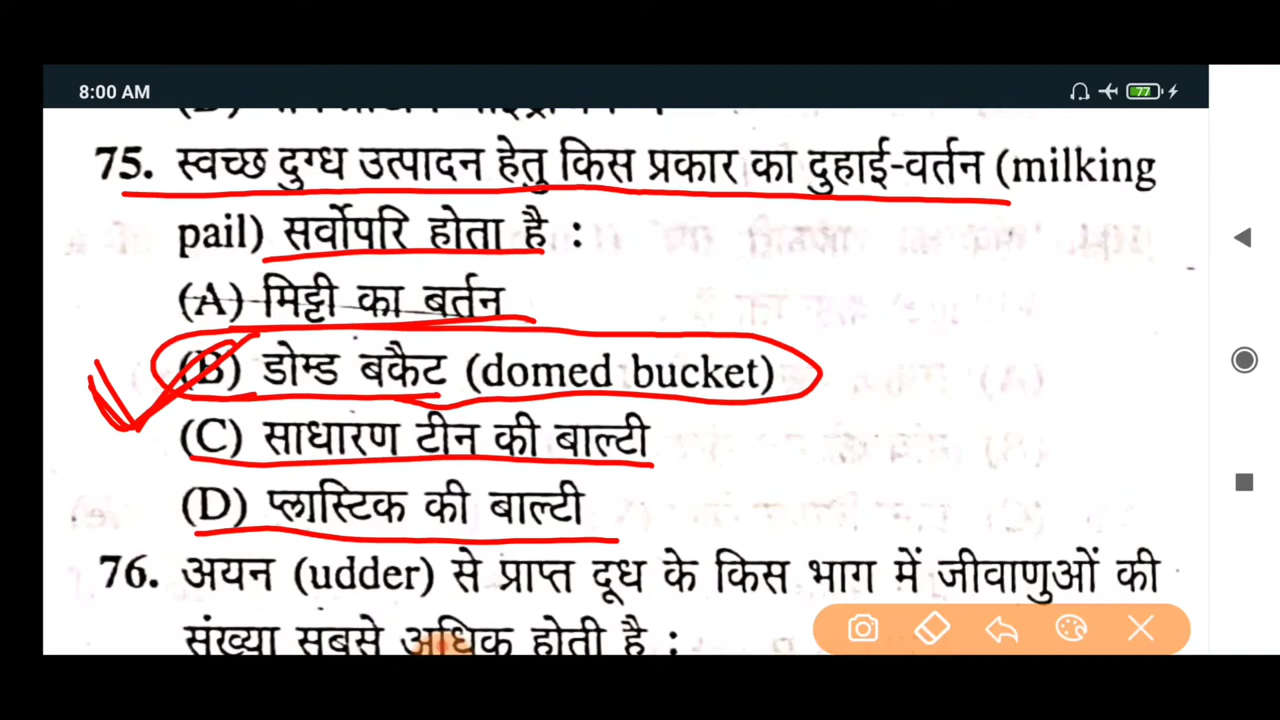 8:00 AM
77
75. स्वच्छ दुग्ध उत्पादन हेतु किस प्रकार का दुहाई-वर्तन (milking
pail) सर्वोपरि होता है :
(A) मिट्टी का बर्तन
(B) डोम्ड बकैट (domed bucket)
(C) साधारण टीन की बाल्टी
(D) प्लास्टिक की बाल्टी
76. अयन (udder) से प्राप्त दूध के किस भाग में जीवाणुओं की
संख्या सबसे अधिक होती है :